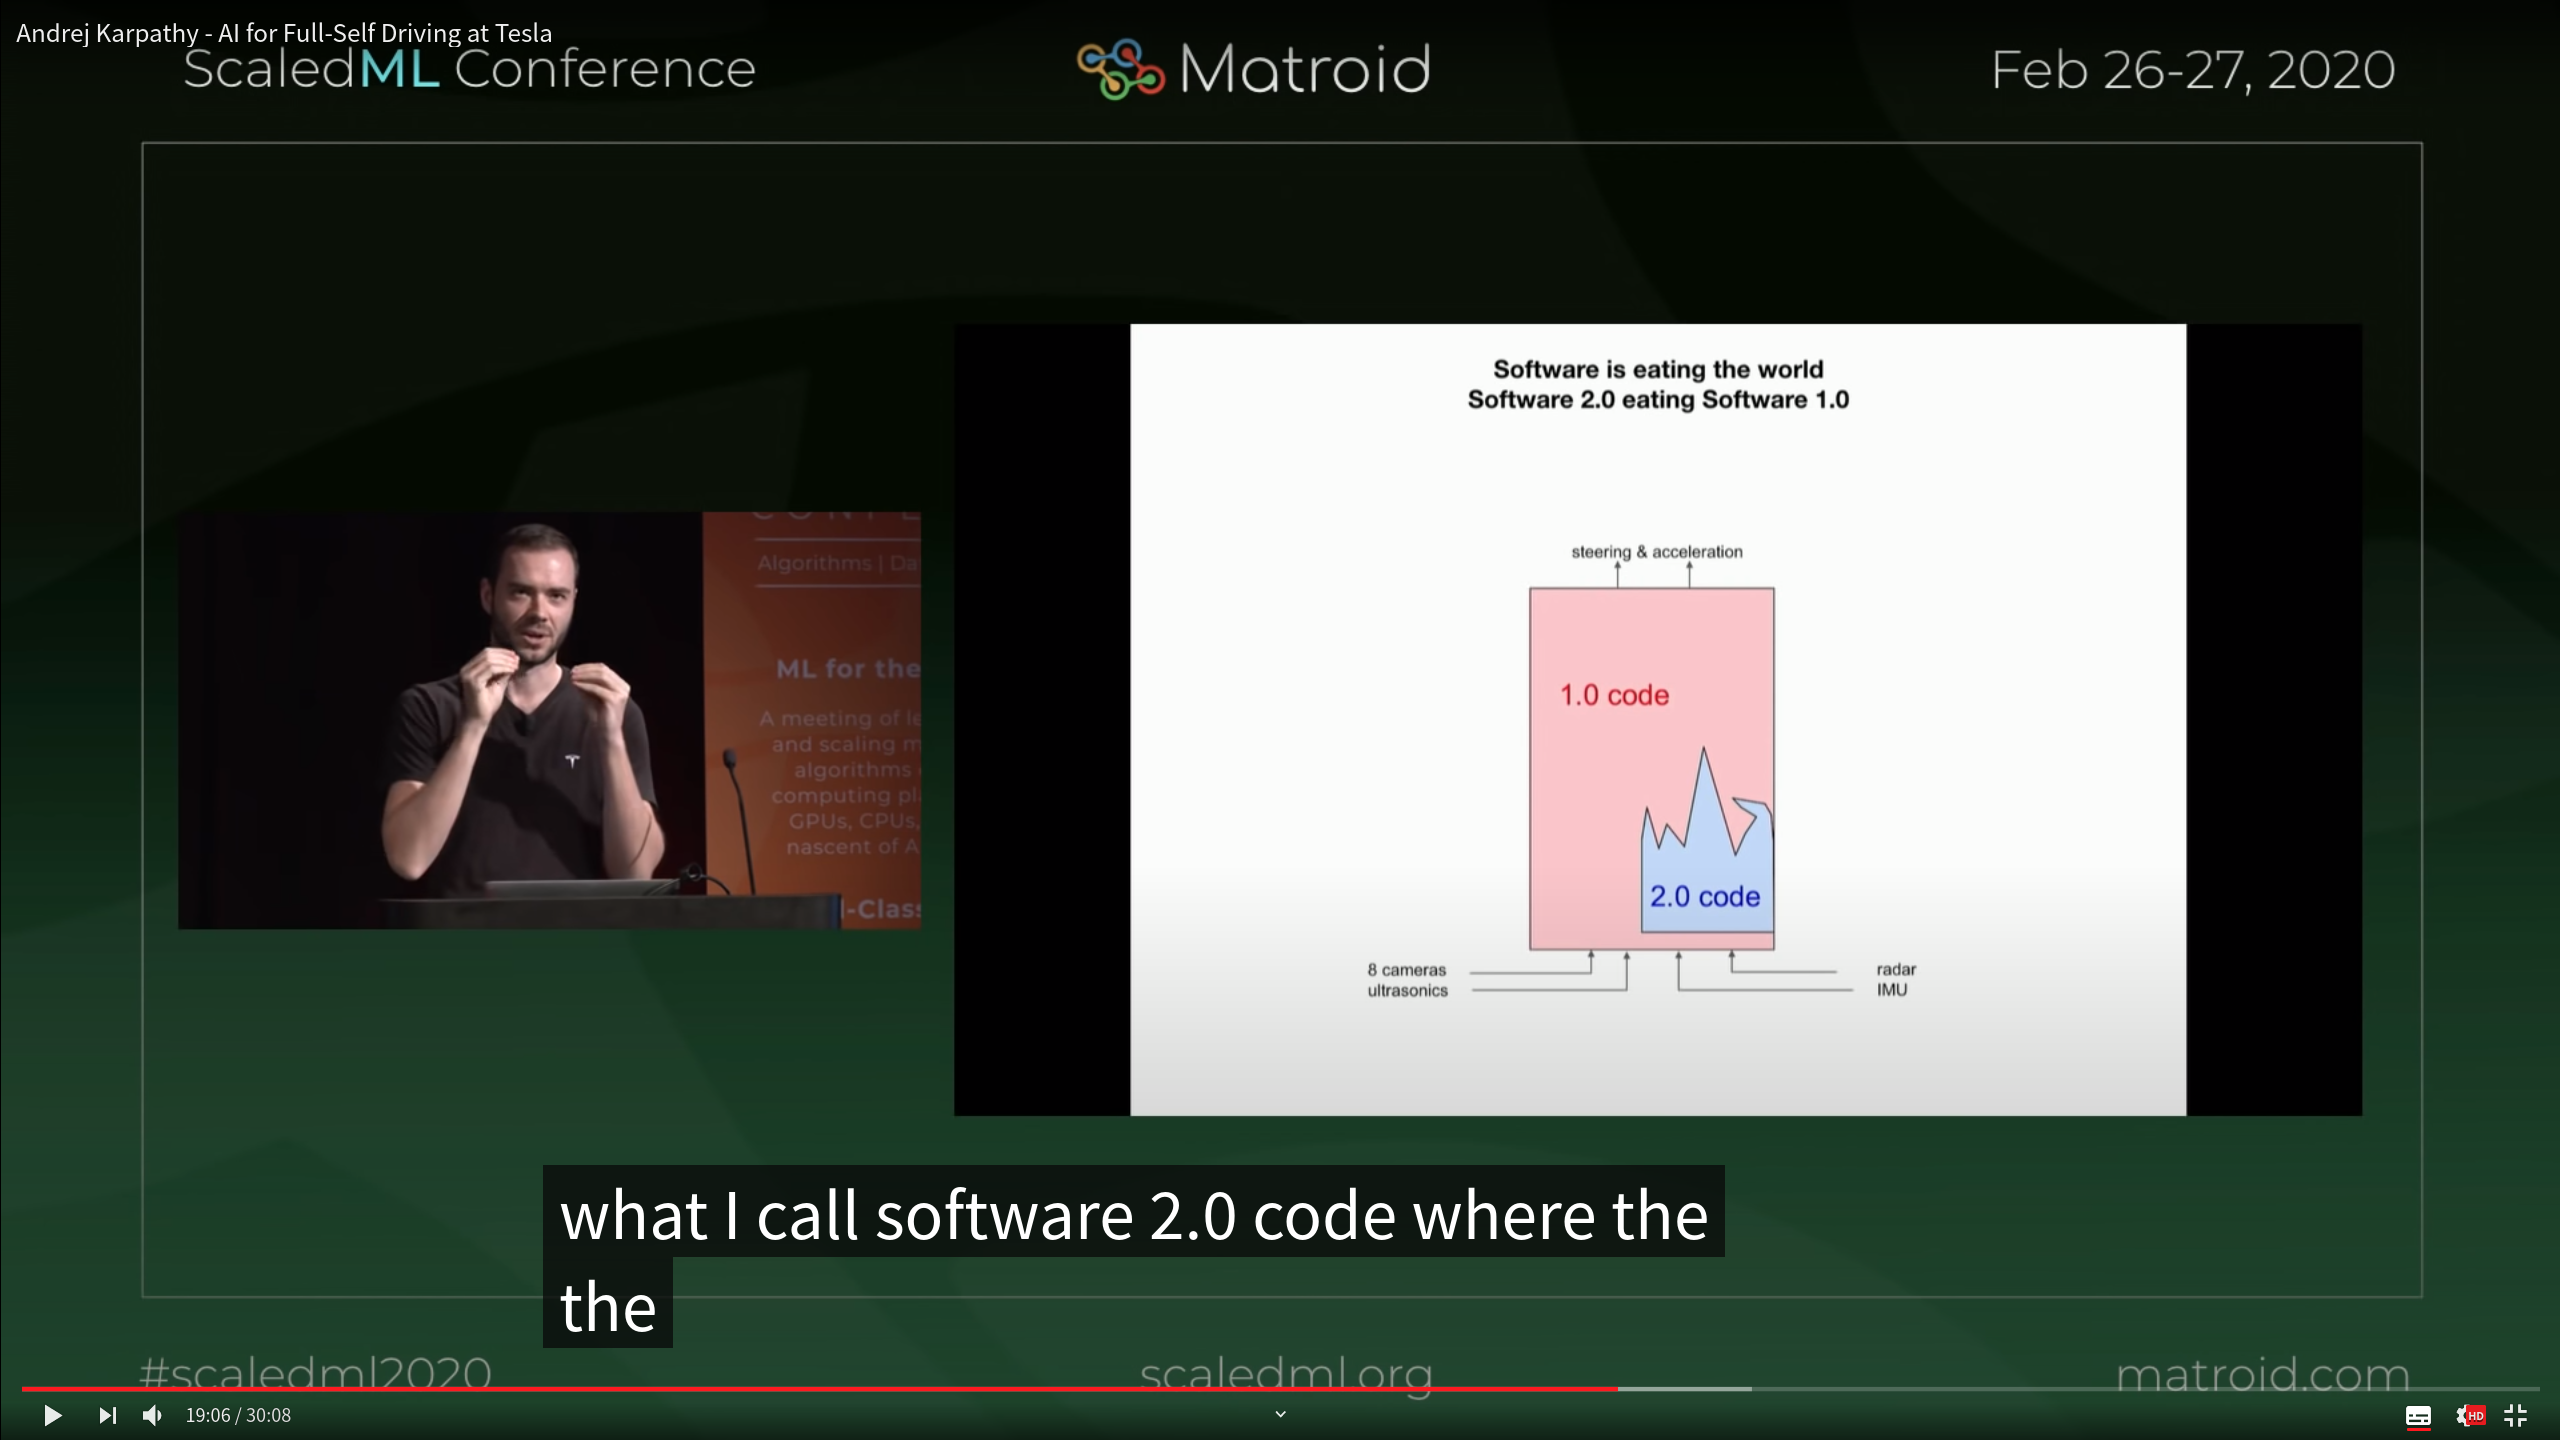 Andrej Karpathy - AI for Full-Self Driving at Tesla
ScaledML Conference
Matroid
Feb 26-27, 2020
Software is eating the world
Software 2.0 eating Software 1.0
steering & acceleration
1.0 code
2.0 code
8 cameras
ultrasonics
radar
IMU
Algorithms | Da
ML for the
A meeting of le
and scaling m
algorithms
computing pl
GPUs, CPUs,
nascent of A
-Class
what I call software 2.0 code where the
the
#scaledml2020
scaledml.org
matroid.com
19:06 / 30:08
HD